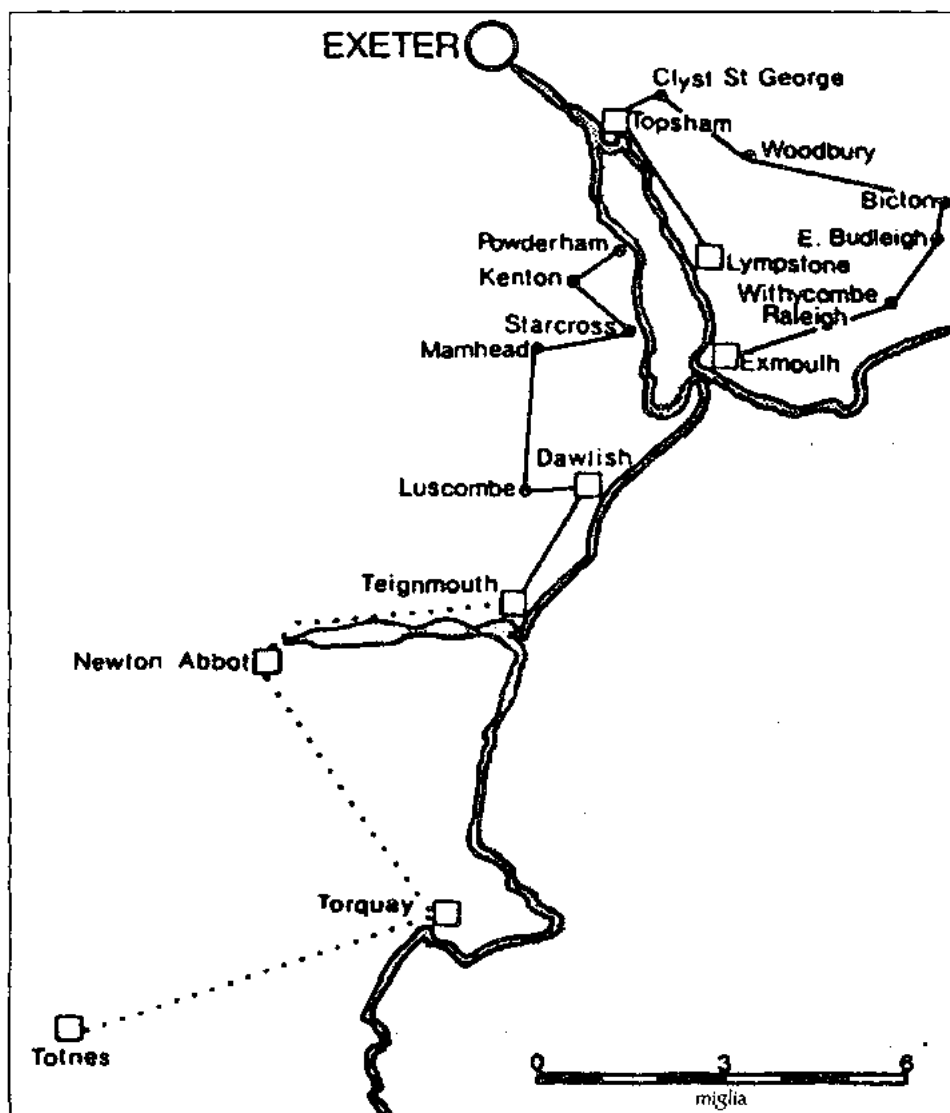 EXETER
Clyst St George
Topsham
Woodbury
Bicton
Powderham
E. Budleigh
Kenton
Lympstone
Withycombe
Raleigh
Starcross
Mamhead
Exmouth
Dawlish
Luscombe
Teignmouth
Newton Abbot
Torquay
Totnes
0 3 6
miglia